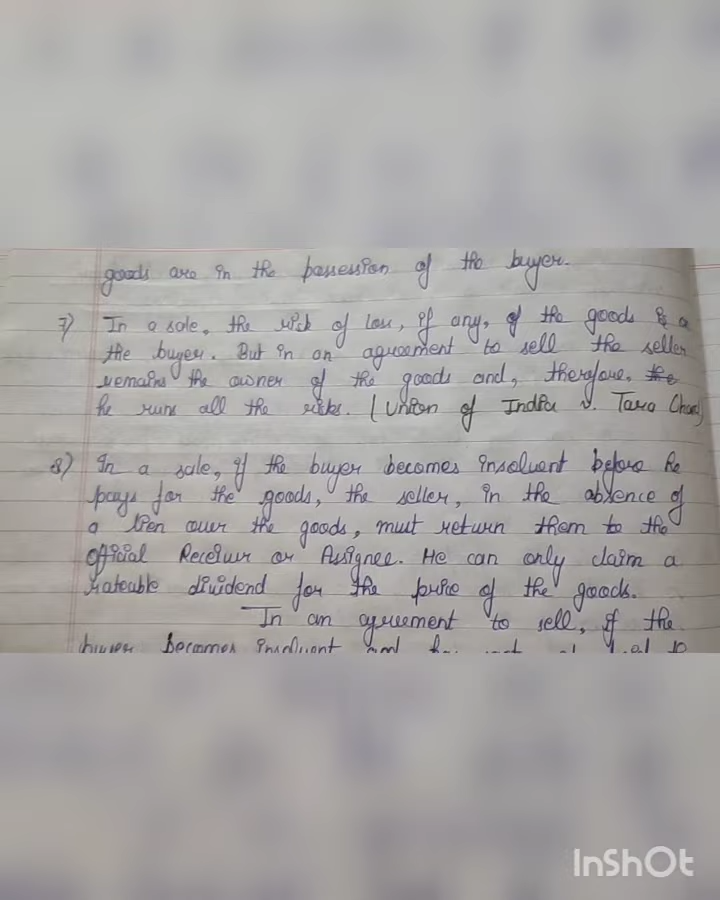 goods are in the possession of the buyer.
7) In a sale, the risk of loss, if any, of the goods is
the buyer. But in an agreement to sell the seller
remains the owner of the goods and, therefore, the
he runs all the risks. (Union of India v. Tara Chand)
8) In a sale, if the buyer becomes insolvent before he
pays for the goods, the seller, in the absence of
a lien over the goods, must return them to the
official Receiver or Assignee. He can only claim a
rateable dividend for the price of the goods.
In an agreement to sell, if the
buyer becomes insolvent and
InShOt